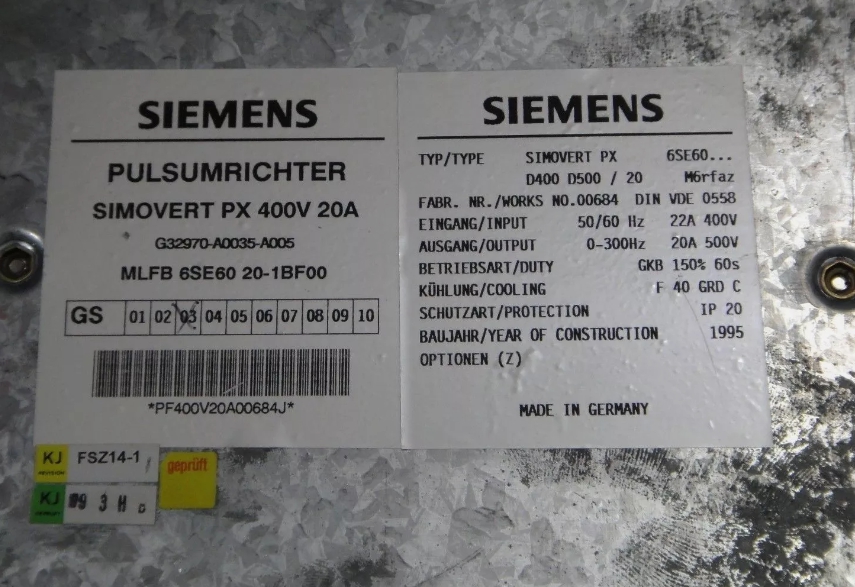 SIEMENS
PULSUMRICHTER
SIMOVERT PX 400V 20A
G32970-A0035-A005
MLFB 6SE60 20-1BF00
GS 01 02 03 04 05 06 07 08 09 10
*PF400V20A00684J*
SIEMENS
TYP/TYPE SIMOVERT PX 6SE60...
D400 D500 / 20 M6rfaz
FABR. NR./WORKS NO.00684 DIN VDE 0558
EINGANG/INPUT 50/60 Hz 22A 400V
AUSGANG/OUTPUT 0-300Hz 20A 500V
BETRIEBSART/DUTY GKB 150% 60s
KÜHLUNG/COOLING F 40 GRD C
SCHUTZART/PROTECTION IP 20
BAUJAHR/YEAR OF CONSTRUCTION 1995
OPTIONEN (Z)
MADE IN GERMANY
KJ FSZ14-1
geprüft
KJ 3 H